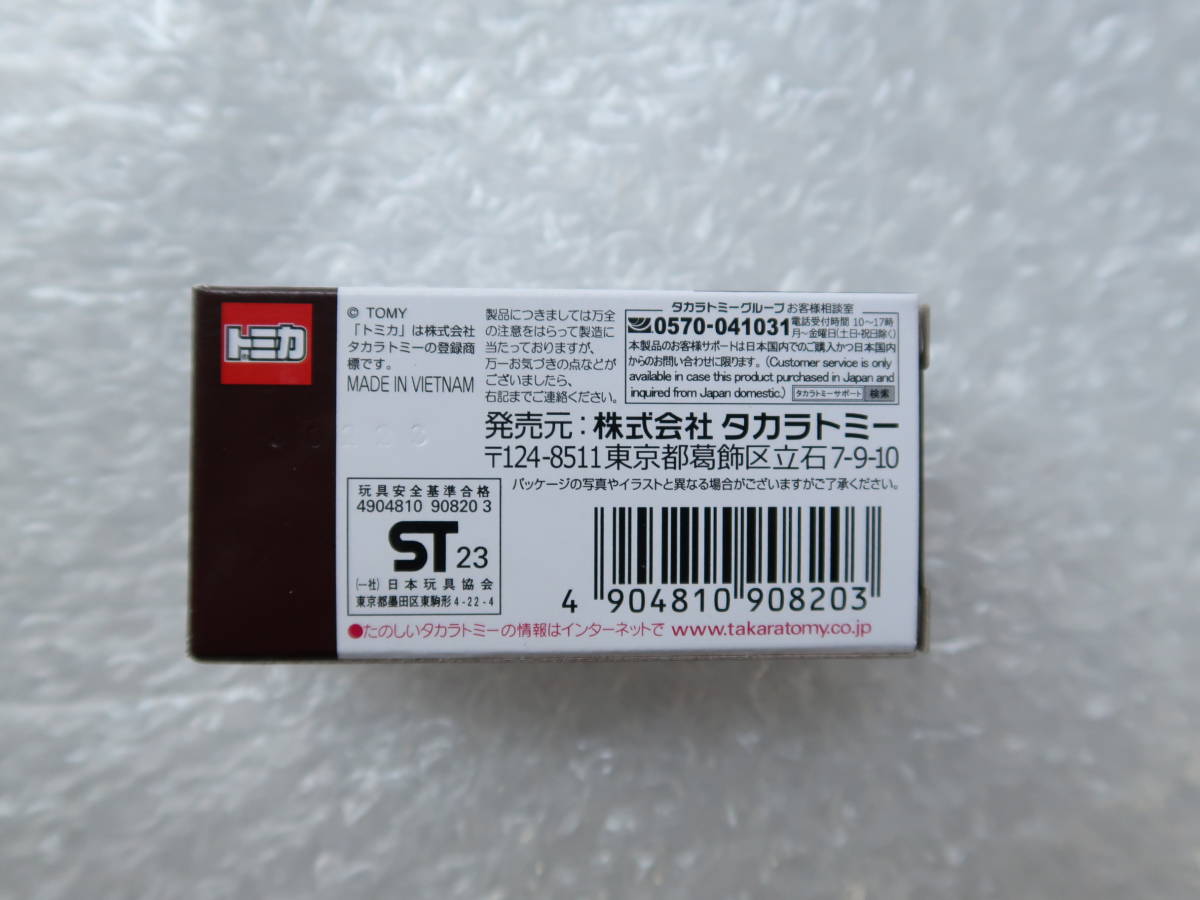 トミカ
© TOMY
「トミカ」は株式会社
タカラトミーの登録商
標です。
MADE IN VIETNAM
製品につきましては万全
の注意をはらって製造に
当たっておりますが、
万一お気づきの点などが
ございましたら、
右記までご連絡ください。
タカラトミーグループお客様相談室
0570-041031 電話受付時間 10〜17時
月〜金曜日(土日・祝日除く)
本製品のお客様サポートは日本国内でのご購入かつ日本国内
からのお問い合わせに限ります。(Customer service is only
available in case this product purchased in Japan and
inquired from Japan domestic.) タカラトミーサポート 検索
発売元：株式会社 タカラトミー
〒124-8511 東京都葛飾区立石7-9-10
パッケージの写真やイラストと異なる場合がございますがご了承ください。
玩具安全基準合格
4904810 90820 3
ST 23
(一社)日本玩具協会
東京都墨田区東駒形4-22-4
4 904810 908203
●たのしいタカラトミーの情報はインターネットで www.takaratomy.co.jp